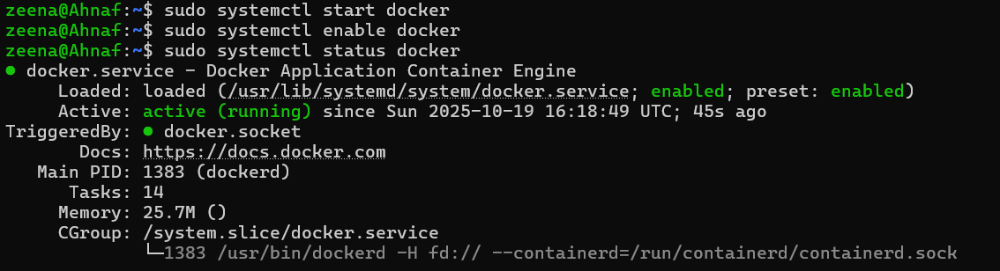 zeena@Ahnaf:~$ sudo systemctl start docker
zeena@Ahnaf:~$ sudo systemctl enable docker
zeena@Ahnaf:~$ sudo systemctl status docker
● docker.service - Docker Application Container Engine
     Loaded: loaded (/usr/lib/systemd/system/docker.service; enabled; preset: enabled)
     Active: active (running) since Sun 2025-10-19 16:18:49 UTC; 45s ago
TriggeredBy: ● docker.socket
       Docs: https://docs.docker.com
   Main PID: 1383 (dockerd)
      Tasks: 14
     Memory: 25.7M ()
     CGroup: /system.slice/docker.service
             └─1383 /usr/bin/dockerd -H fd:// --containerd=/run/containerd/containerd.sock